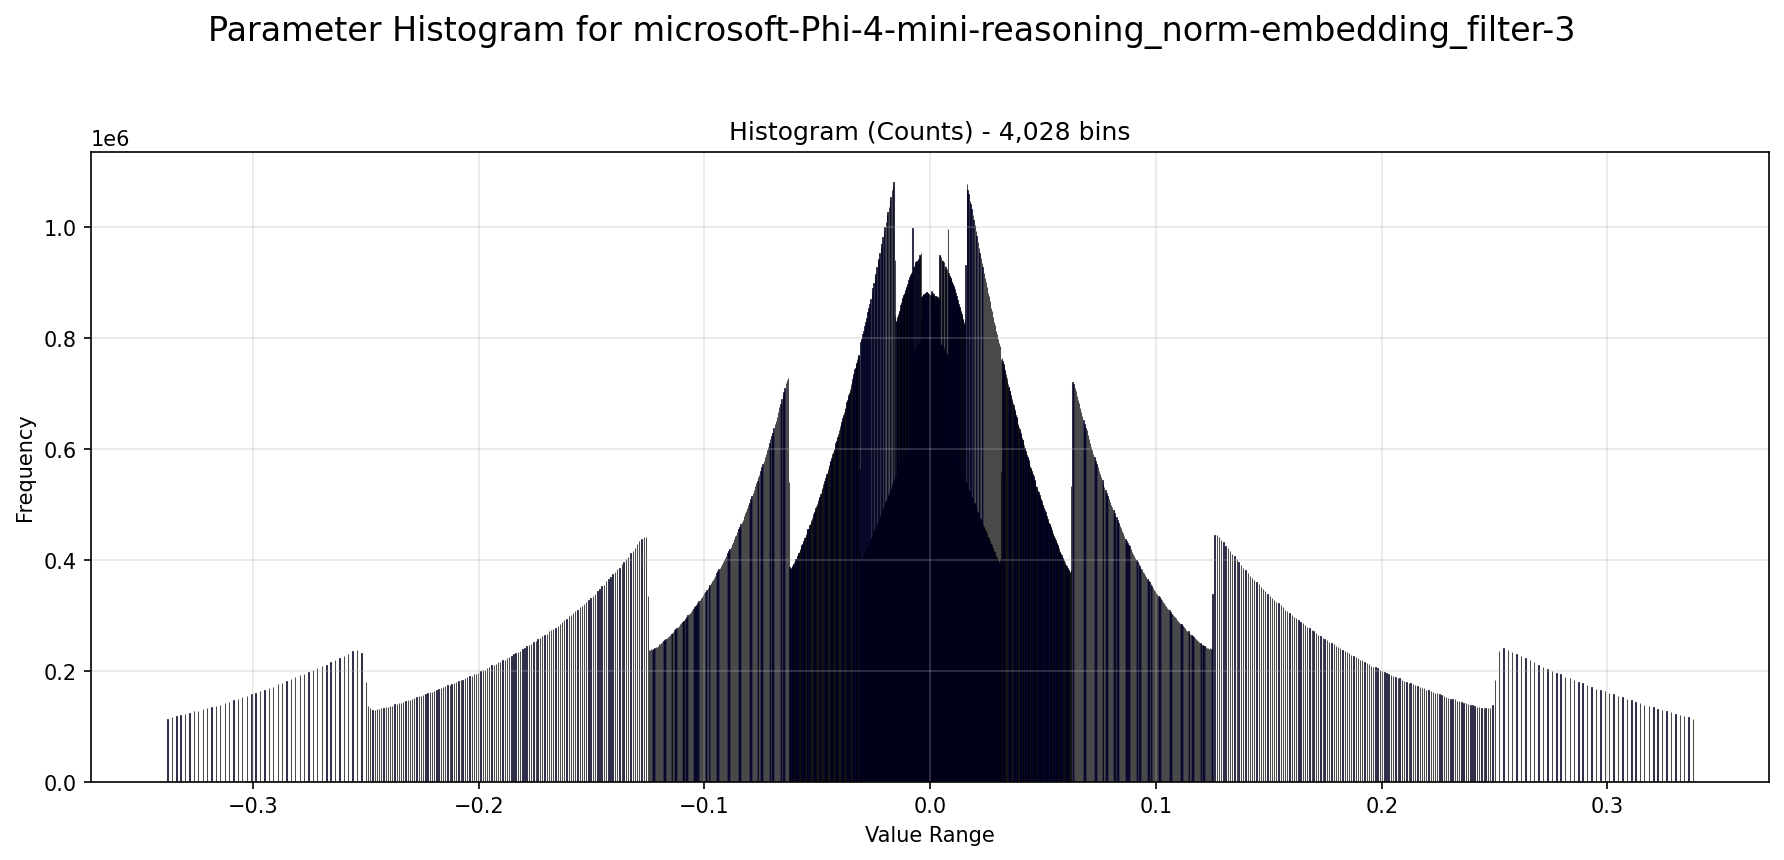 Parameter Histogram for microsoft-Phi-4-mini-reasoning_norm-embedding_filter-3
Histogram (Counts) - 4,028 bins
1e6
1.0
0.8
0.6
0.4
0.2
0.0
Frequency
−0.3 −0.2 −0.1 0.0 0.1 0.2 0.3
Value Range